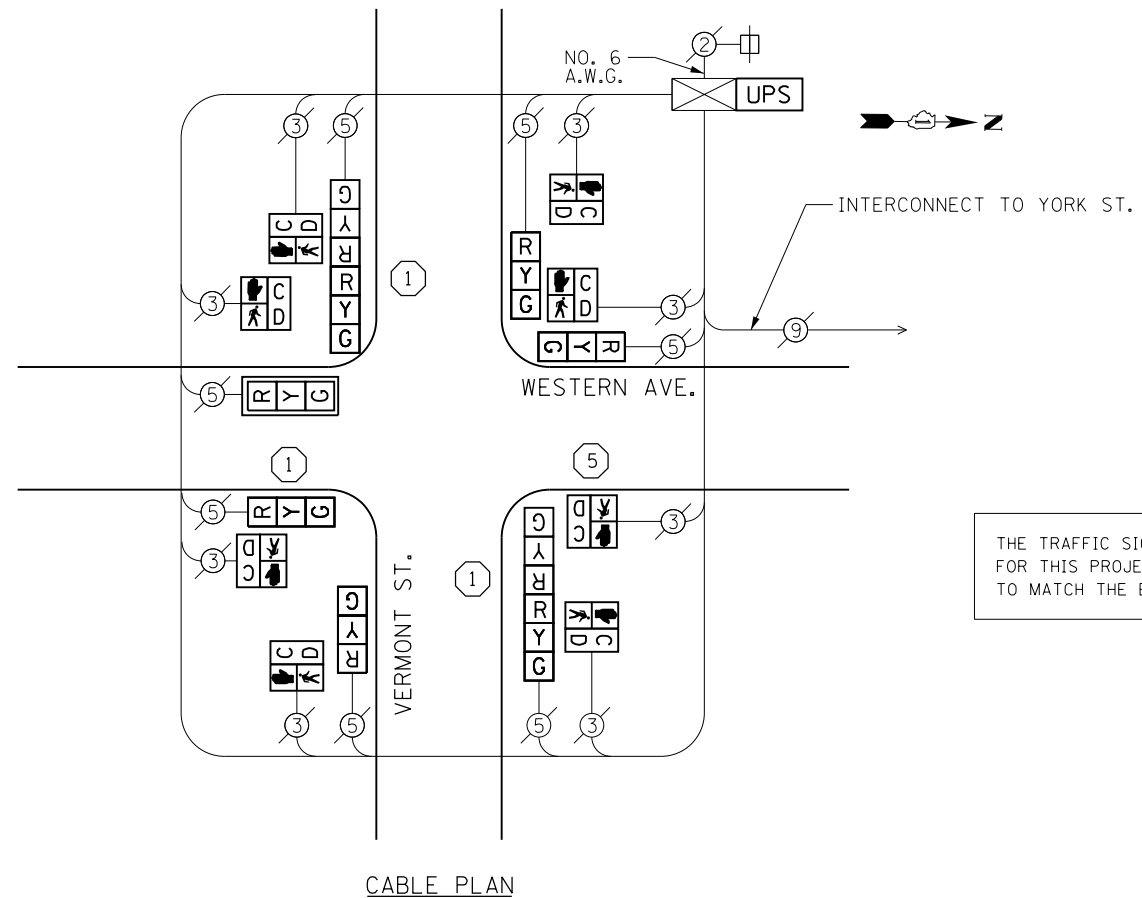 2
NO. 6
A.W.G.
UPS
3
5
5
3
N
INTERCONNECT TO YORK ST.
G Y R R Y G
C D
C D
R Y G
C D
C D
1
3
3
9
R Y G
5
5
R Y G
WESTERN AVE.
1
5
5
R Y G
3
C D
C D
3
G Y R R Y G
1
VERMONT ST.
R Y G
C D
C D
3
5
5
3
THE TRAFFIC SIG
FOR THIS PROJE
TO MATCH THE E
CABLE PLAN